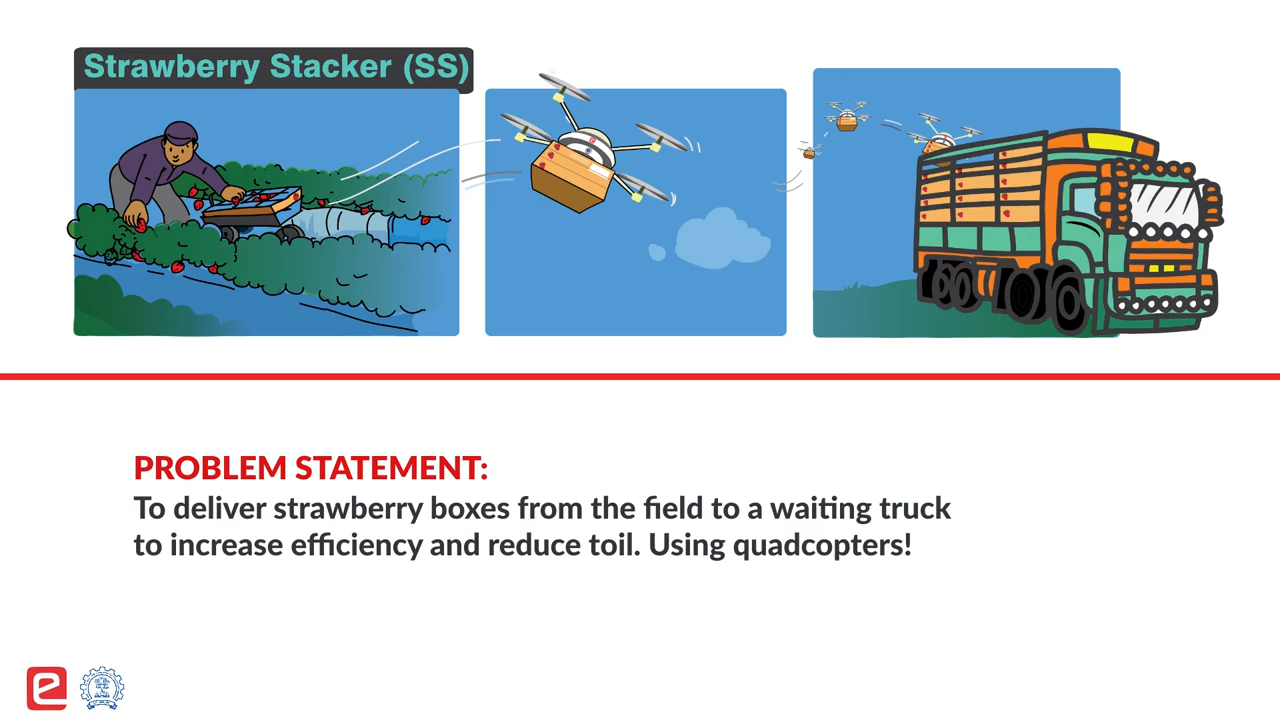 Strawberry Stacker (SS)
PROBLEM STATEMENT:
To deliver strawberry boxes from the field to a waiting truck
to increase efficiency and reduce toil. Using quadcopters!